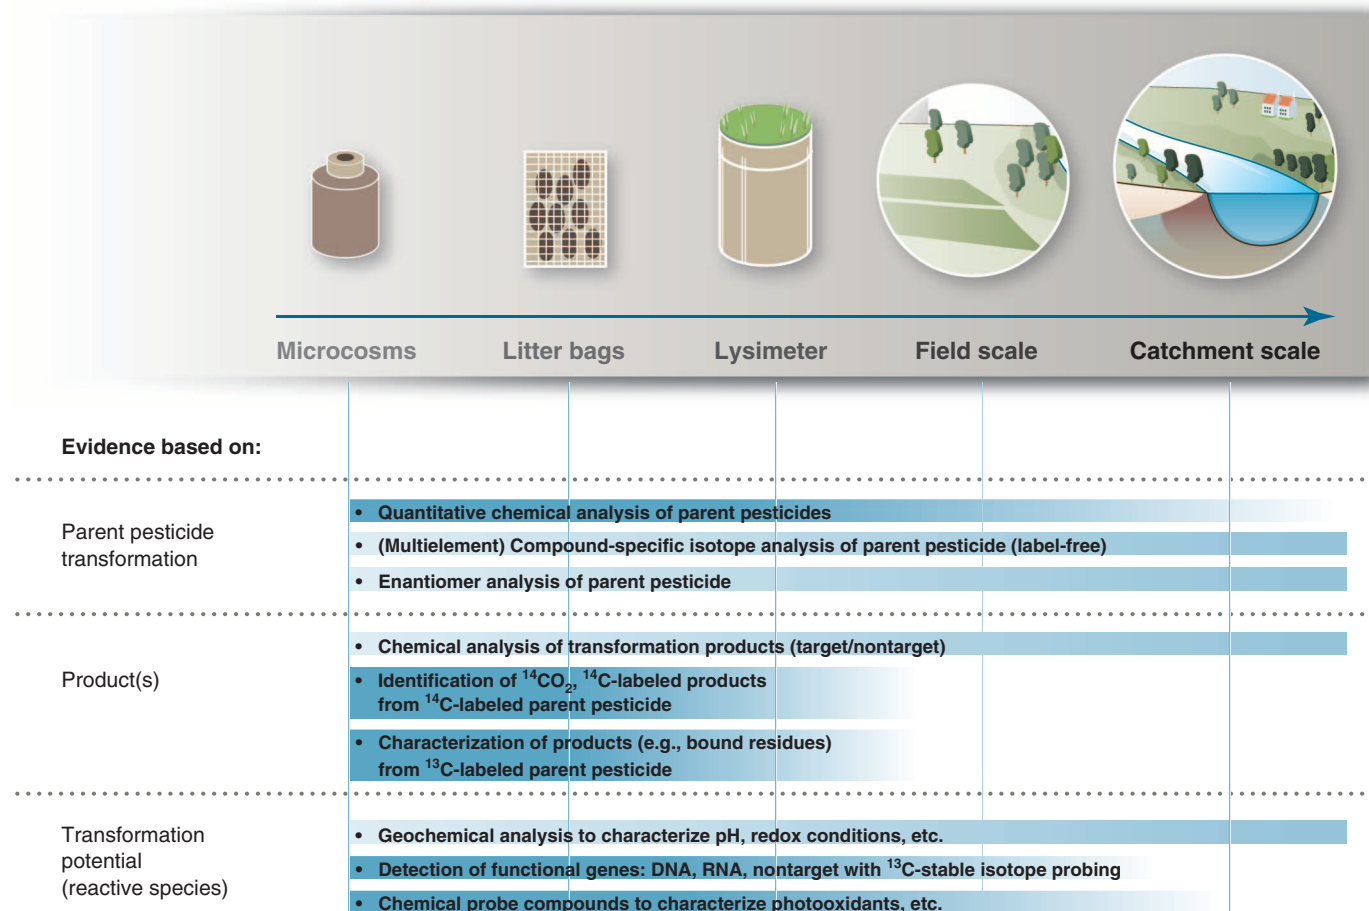 Microcosms Litter bags Lysimeter Field scale Catchment scale
Evidence based on:
Parent pesticide
transformation
• Quantitative chemical analysis of parent pesticides
• (Multielement) Compound-specific isotope analysis of parent pesticide (label-free)
• Enantiomer analysis of parent pesticide
Product(s)
• Chemical analysis of transformation products (target/nontarget)
• Identification of ¹⁴CO₂, ¹⁴C-labeled products
from ¹⁴C-labeled parent pesticide
• Characterization of products (e.g., bound residues)
from ¹³C-labeled parent pesticide
Transformation
potential
(reactive species)
• Geochemical analysis to characterize pH, redox conditions, etc.
• Detection of functional genes: DNA, RNA, nontarget with ¹³C-stable isotope probing
• Chemical probe compounds to characterize photooxidants, etc.